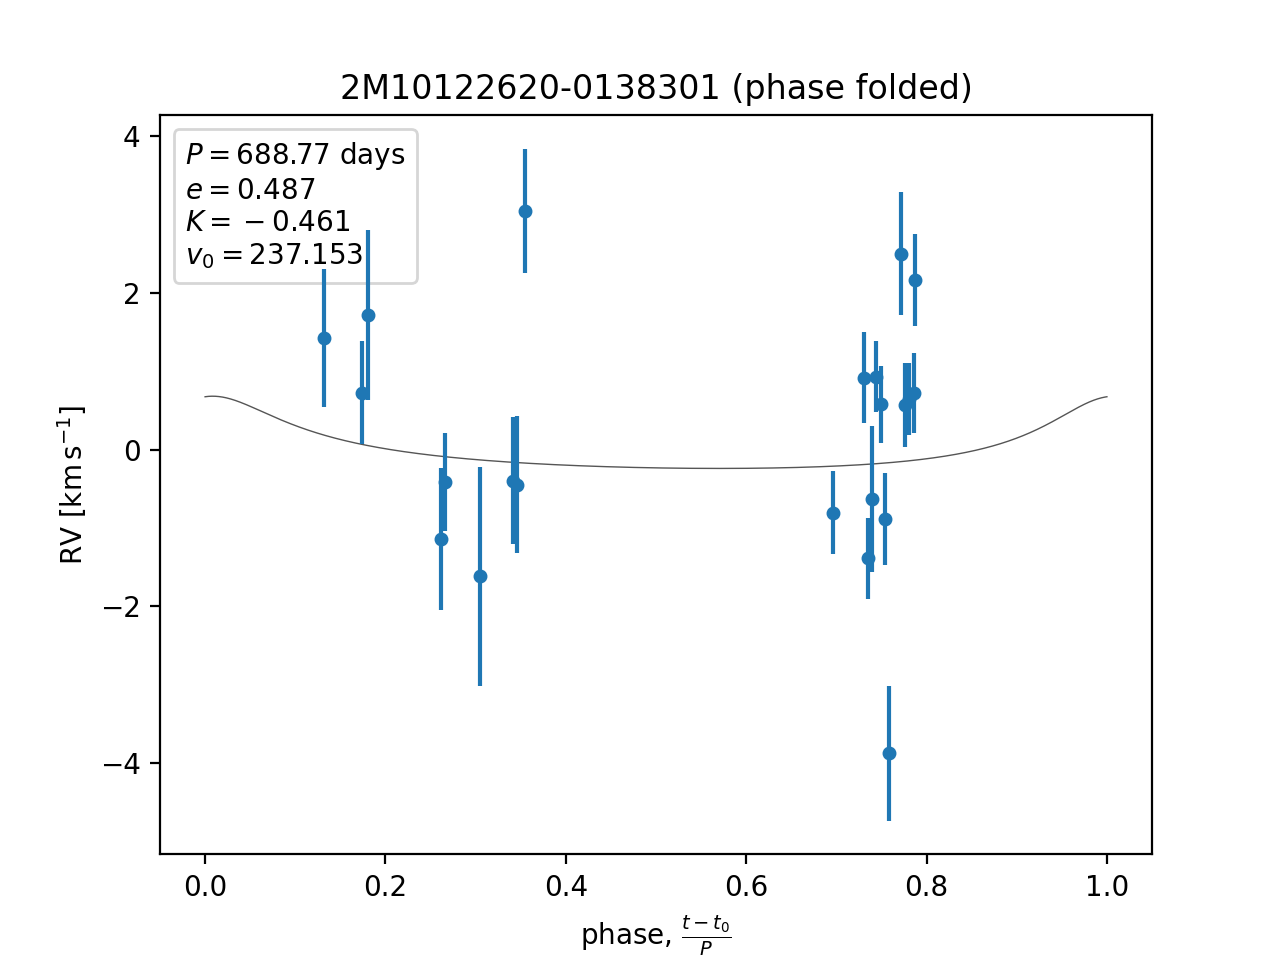 2M10122620-0138301 (phase folded)
P = 688.77 days
e = 0.487
K = −0.461
v₀ = 237.153
4
2
0
−2
−4
RV [km s⁻¹]
0.0 0.2 0.4 0.6 0.8 1.0
phase, (t − t₀)/P